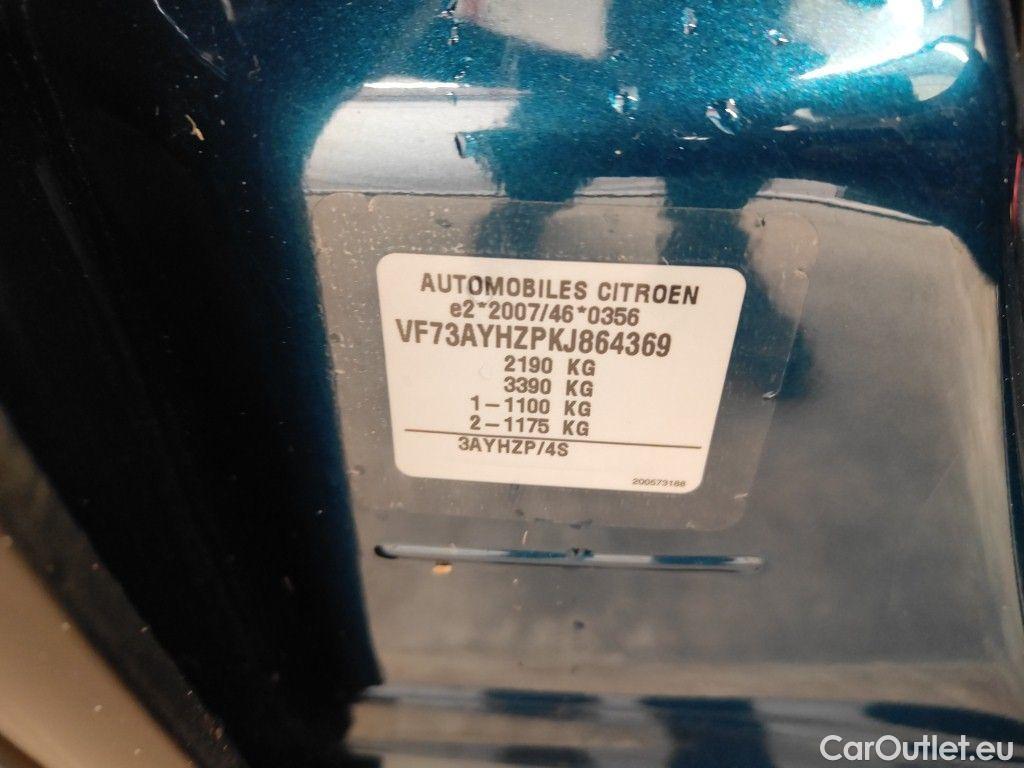 AUTOMOBILES CITROEN
e2*2007/46*0356
VF73AYHZPKJ864369
2190 KG
3390 KG
1-1100 KG
2-1175 KG
3AYHZP/4S
200573188
CarOutlet.eu